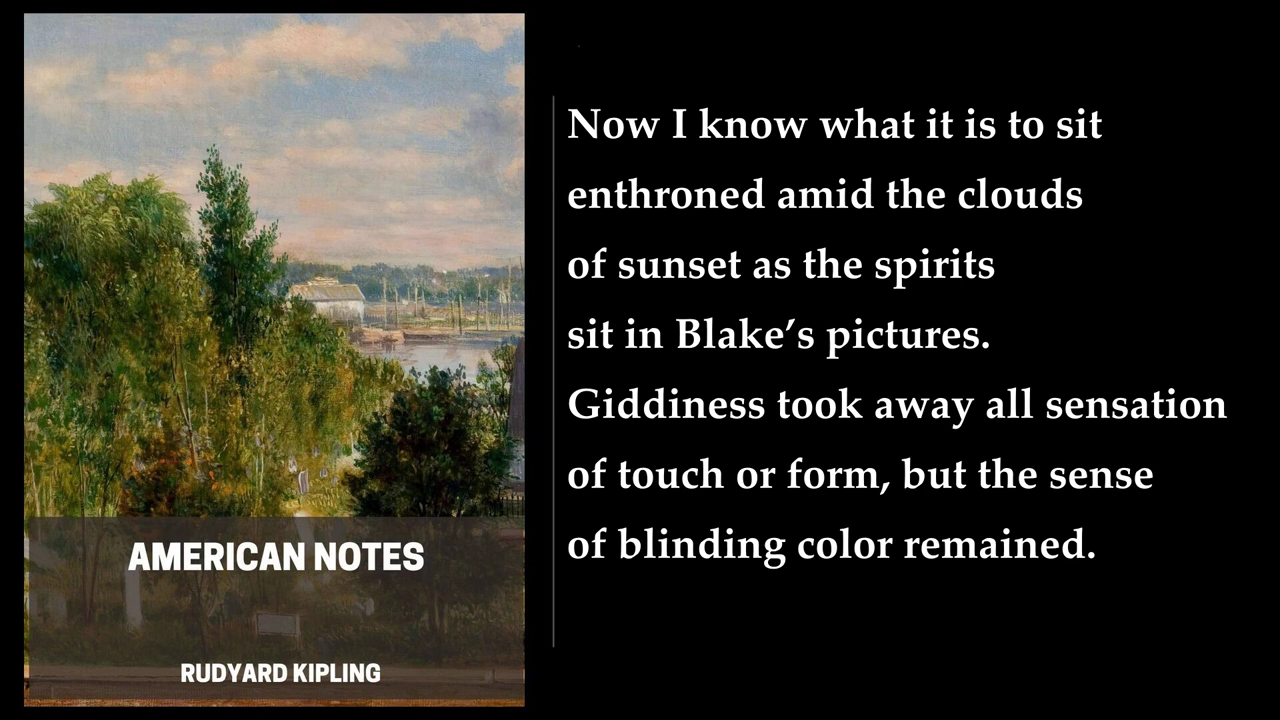 AMERICAN NOTES
RUDYARD KIPLING
Now I know what it is to sit
enthroned amid the clouds
of sunset as the spirits
sit in Blake’s pictures.
Giddiness took away all sensation
of touch or form, but the sense
of blinding color remained.